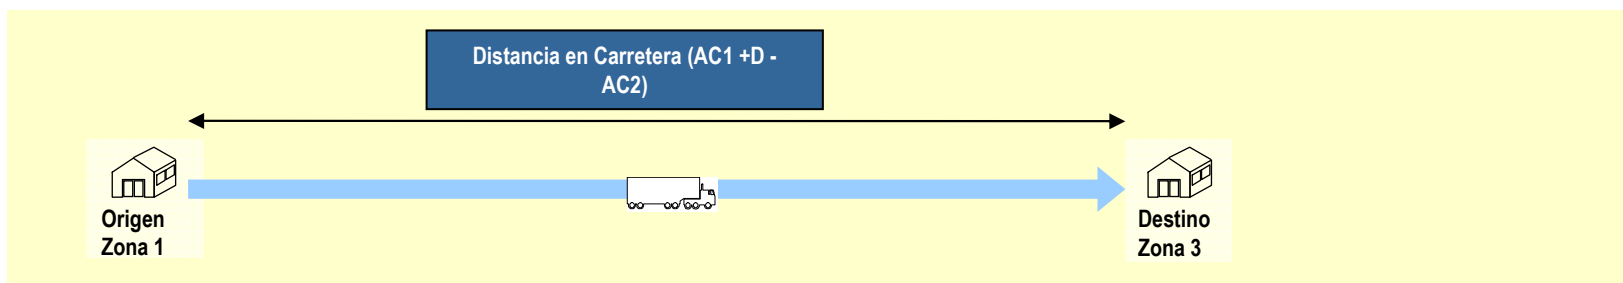 Distancia en Carretera (AC1 +D -
AC2)
Origen
Zona 1
Destino
Zona 3